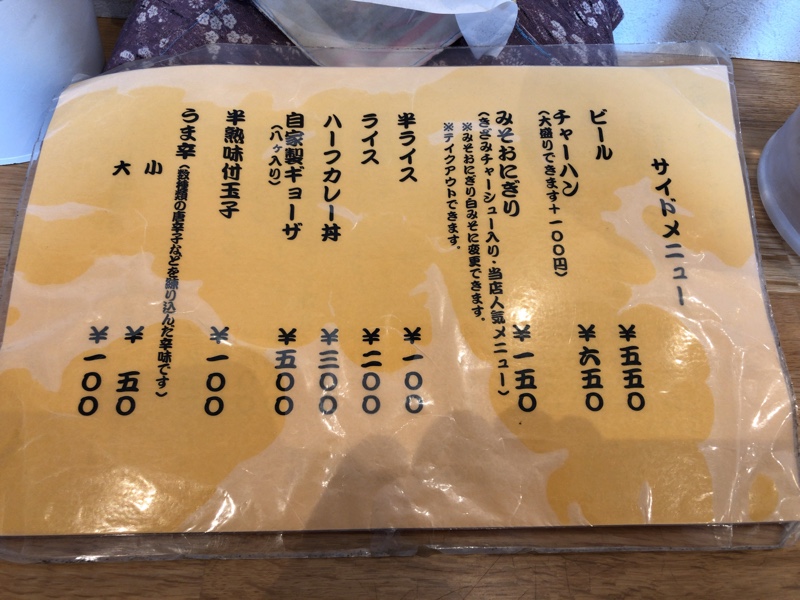 サイドメニュー
ビール ¥五五〇
チャーハン ¥六五〇
(大盛りできます+一〇〇円)
みそおにぎり ¥一五〇
(きざみチャーシュー入り・当店人気メニュー)
※みそおにぎり白みそに変更できます。
※テイクアウトできます。
半ライス ¥一〇〇
ライス ¥二〇〇
ハーフカレー丼 ¥三〇〇
自家製ギョーザ ¥五〇〇
(八ヶ入り)
半熟味付玉子 ¥一〇〇
うま辛(数種類の唐辛子などを練り込んだ辛味です)
小 ¥五〇
大 ¥一〇〇